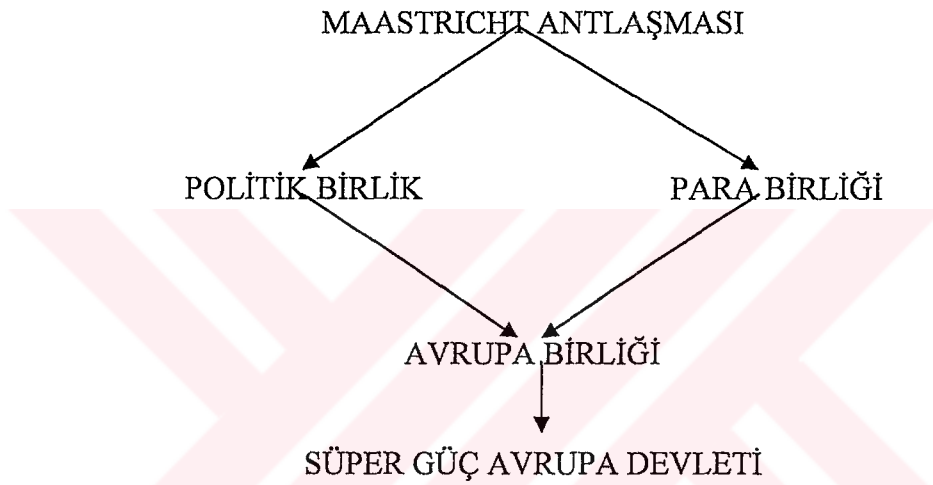 MAASTRICHT ANTLAŞMASI
POLİTİK BİRLİK PARA BİRLİĞİ
AVRUPA BİRLİĞİ
SÜPER GÜÇ AVRUPA DEVLETİ